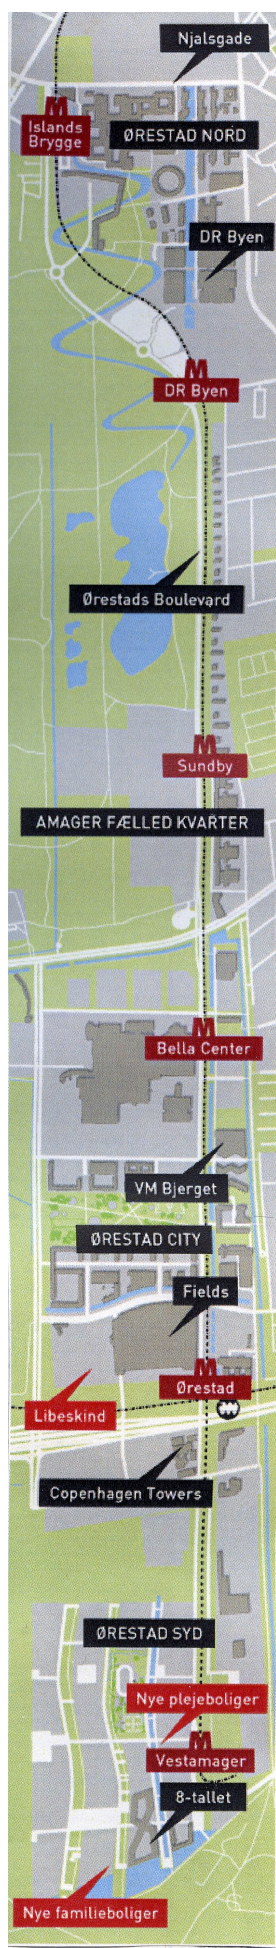 Njalsgade
M
Islands
Brygge
ØRESTAD NORD
DR Byen
M
DR Byen
Ørestads Boulevard
M
Sundby
AMAGER FÆLLED KVARTER
M
Bella Center
VM Bjerget
ØRESTAD CITY
Fields
M
Ørestad
Libeskind
Copenhagen Towers
ØRESTAD SYD
Nye plejeboliger
M
Vestamager
8-tallet
Nye familieboliger